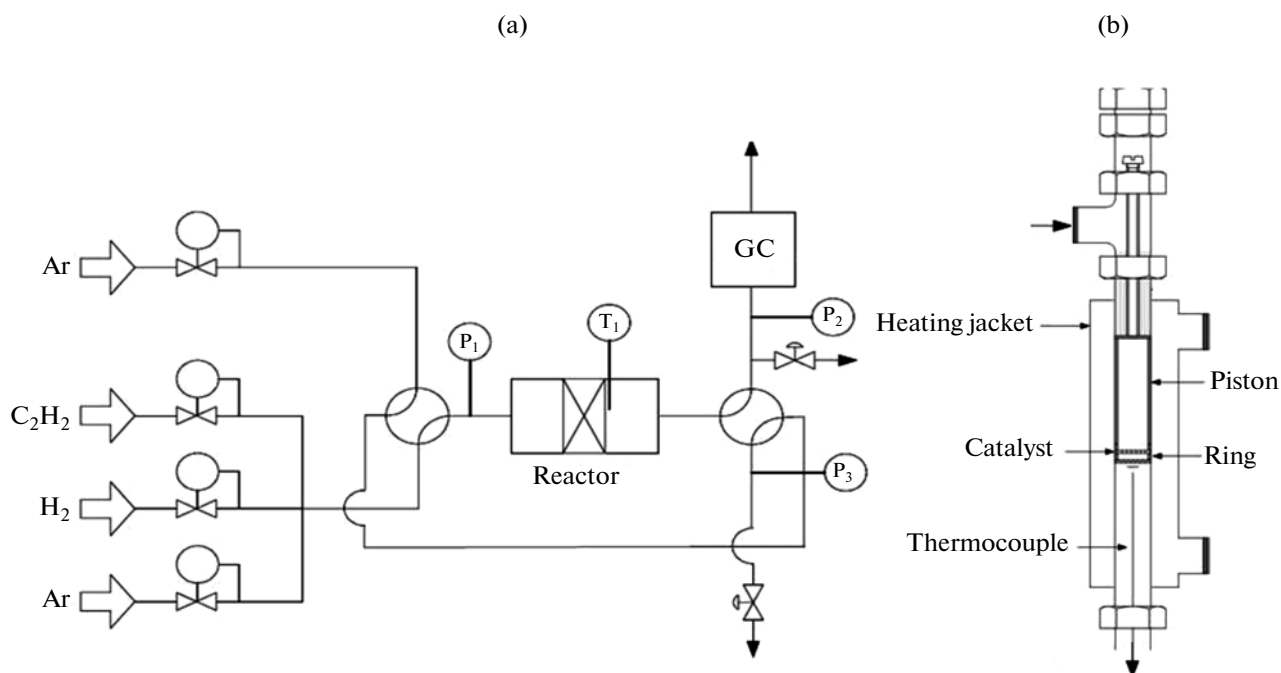 (a)
Ar
C₂H₂
H₂
Ar
P₁
T₁
Reactor
GC
P₂
P₃
(b)
Heating jacket
Piston
Catalyst
Ring
Thermocouple